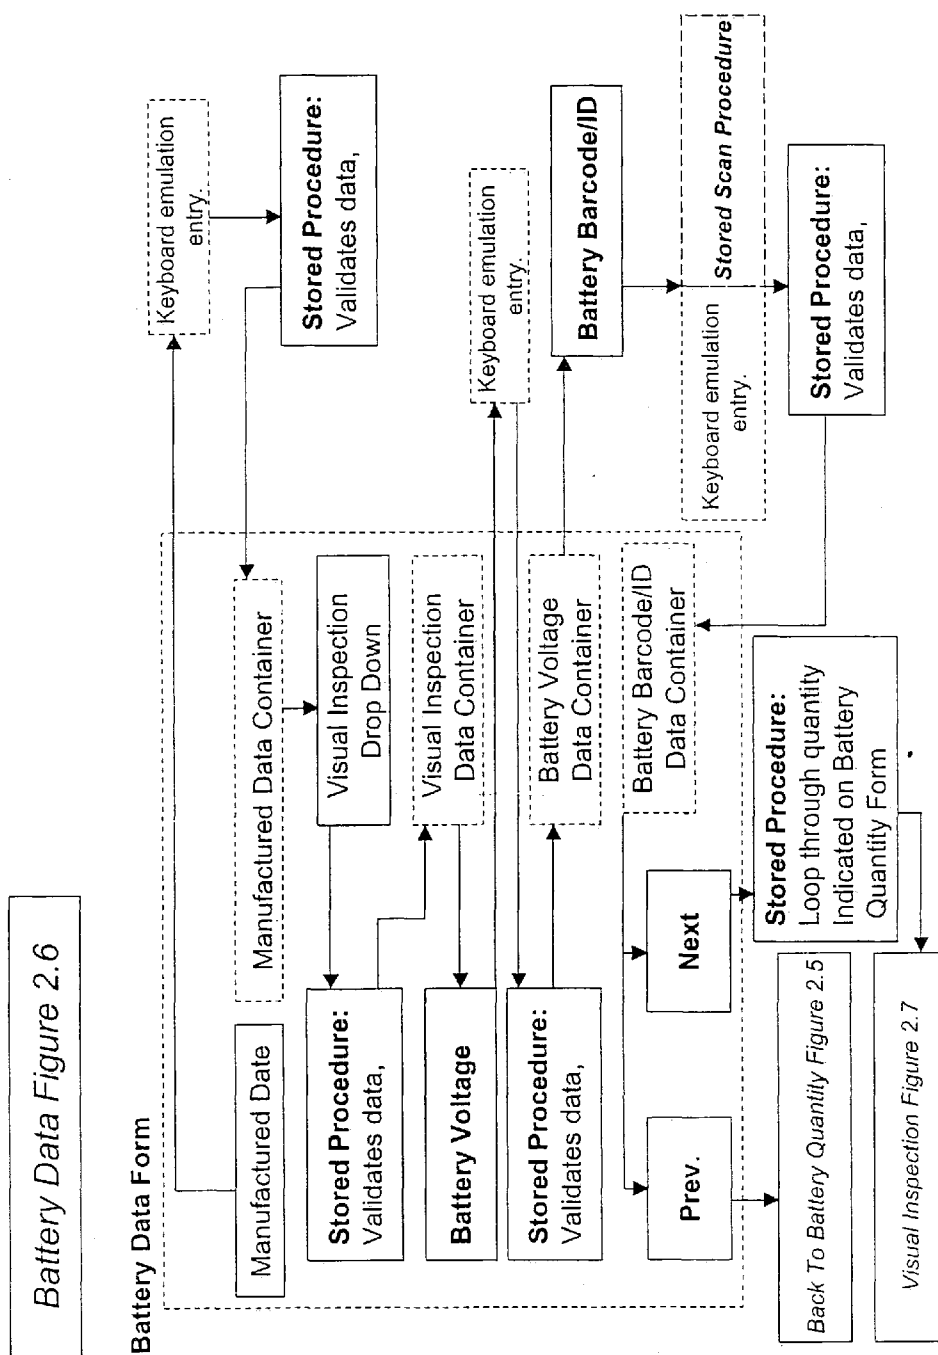 Battery Data Figure 2.6
Battery Data Form
Manufactured Date
Manufactured Data Container
Keyboard emulation
entry.
Stored Procedure:
Validates data,
Visual Inspection
Drop Down
Stored Procedure:
Validates data,
Visual Inspection
Data Container
Battery Voltage
Keyboard emulation
entry.
Stored Procedure:
Validates data,
Battery Voltage
Data Container
Battery Barcode/ID
Battery Barcode/ID
Data Container
Keyboard emulation
entry.
Stored Scan Procedure
Stored Procedure:
Validates data,
Prev.
Next
Stored Procedure:
Loop through quantity
Indicated on Battery
Quantity Form
Back To Battery Quantity Figure 2.5
Visual Inspection Figure 2.7